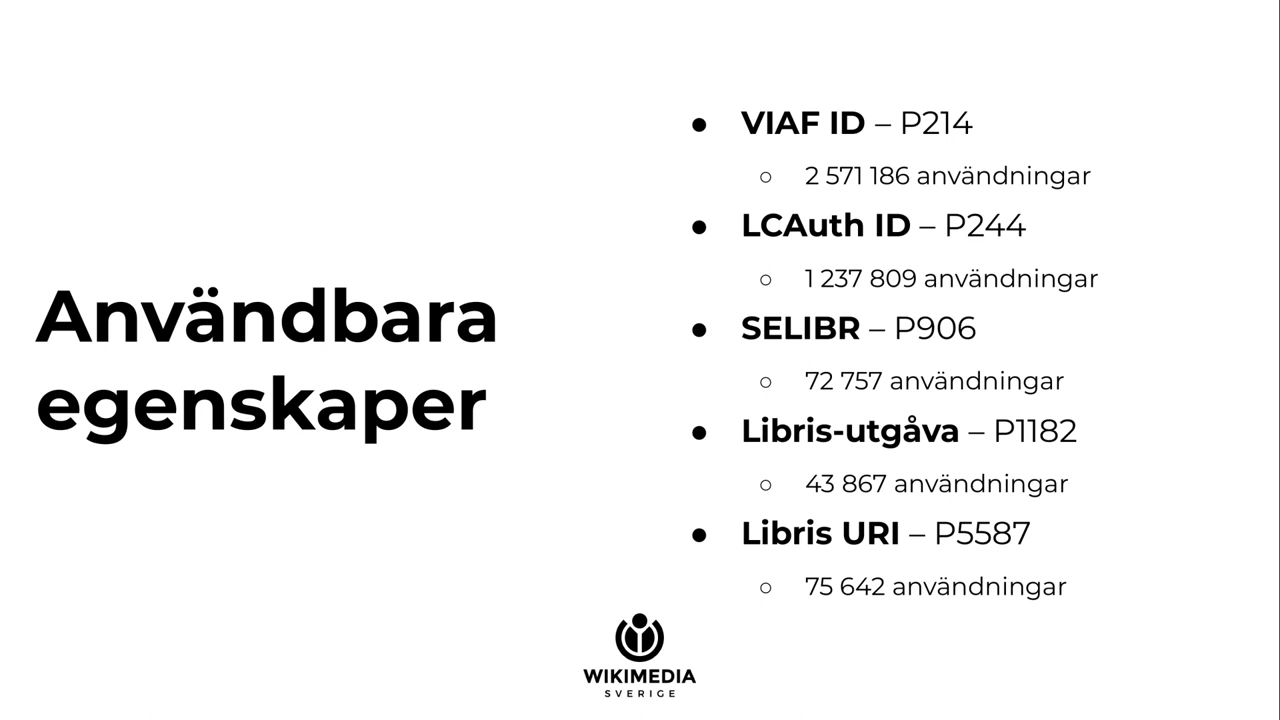 Användbara
egenskaper
● VIAF ID – P214
○ 2 571 186 användningar
● LCAuth ID – P244
○ 1 237 809 användningar
● SELIBR – P906
○ 72 757 användningar
● Libris-utgåva – P1182
○ 43 867 användningar
● Libris URI – P5587
○ 75 642 användningar
WIKIMEDIA
SVERIGE